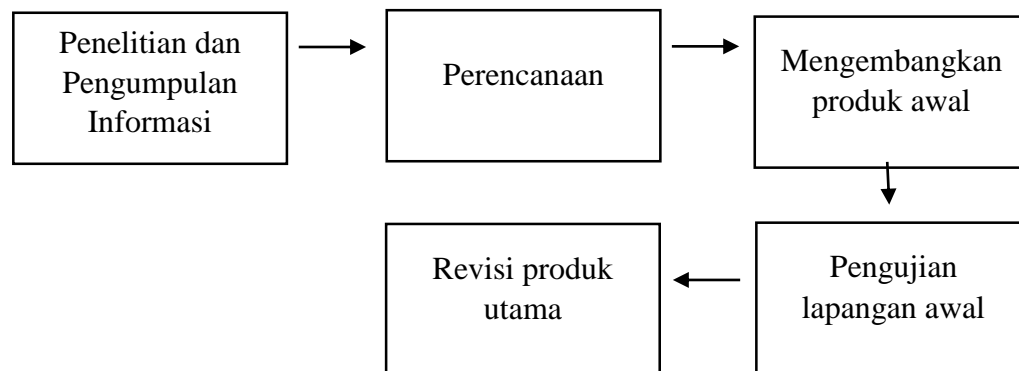 Penelitian dan
Pengumpulan
Informasi
Perencanaan
Mengembangkan
produk awal
Pengujian
lapangan awal
Revisi produk
utama